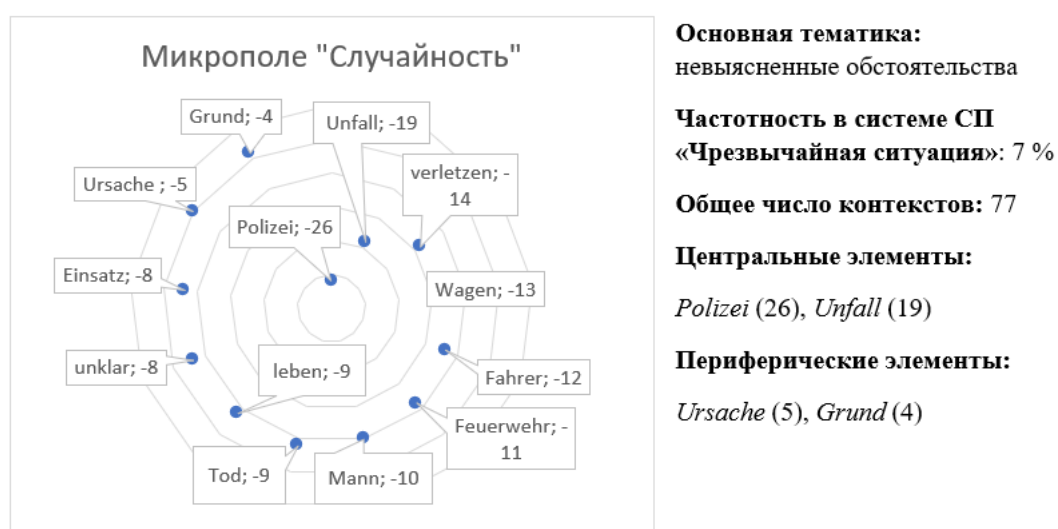 Микрополе "Случайность"
Grund; -4
Unfall; -19
verletzen; -
14
Ursache ; -5
Polizei; -26
Einsatz; -8
Wagen; -13
unklar; -8
leben; -9
Fahrer; -12
Feuerwehr; -
11
Tod; -9
Mann; -10
Основная тематика:
невыясненные обстоятельства
Частотность в системе СП
«Чрезвычайная ситуация»: 7 %
Общее число контекстов: 77
Центральные элементы:
Polizei (26), Unfall (19)
Периферические элементы:
Ursache (5), Grund (4)